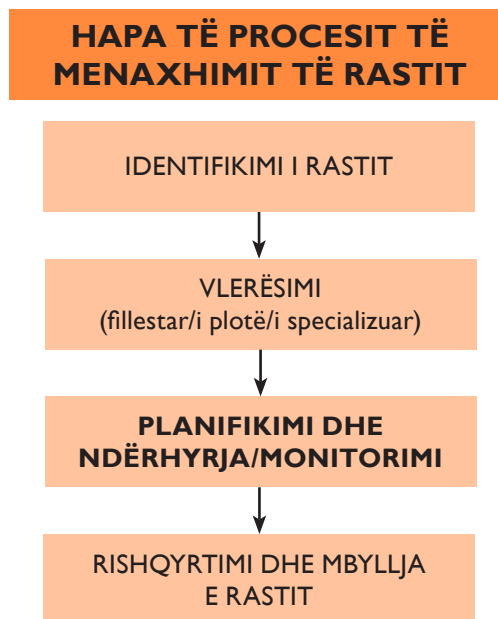 HAPA TË PROCESIT TË
MENAXHIMIT TË RASTIT
IDENTIFIKIMI I RASTIT
VLERËSIMI
(fillestar/i plotë/i specializuar)
PLANIFIKIMI DHE
NDËRHYRJA/MONITORIMI
RISHQYRTIMI DHE MBYLLJA
E RASTIT